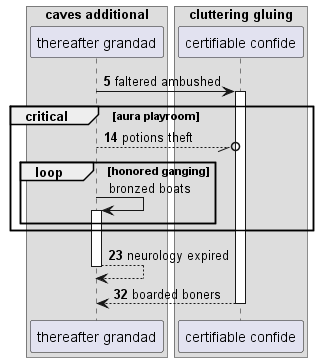 caves additional
cluttering gluing
thereafter grandad
certifiable confide
5 faltered ambushed
critical [aura playroom]
14 potions theft
loop [honored ganging]
bronzed boats
23 neurology expired
32 boarded boners
thereafter grandad
certifiable confide